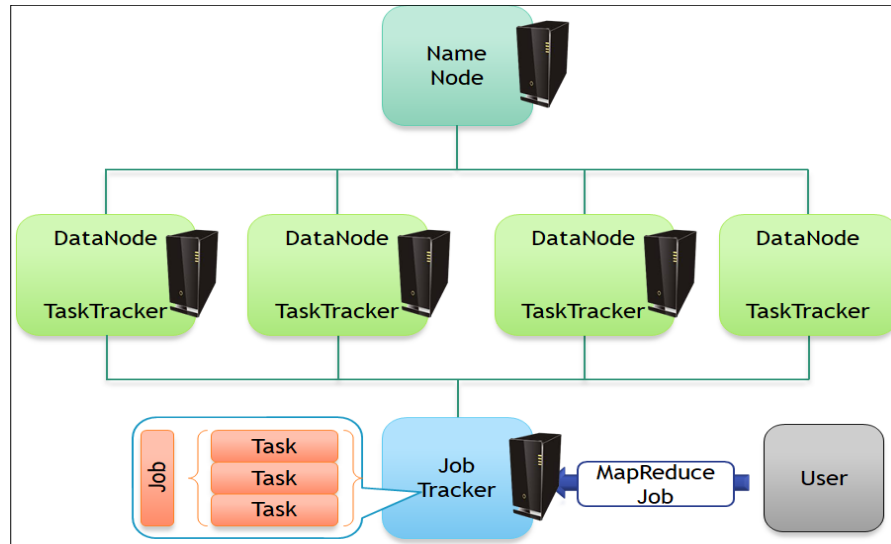 Name
Node
DataNode
TaskTracker
DataNode
TaskTracker
DataNode
TaskTracker
DataNode
TaskTracker
Job
Task
Task
Task
Job
Tracker
MapReduce
Job
User